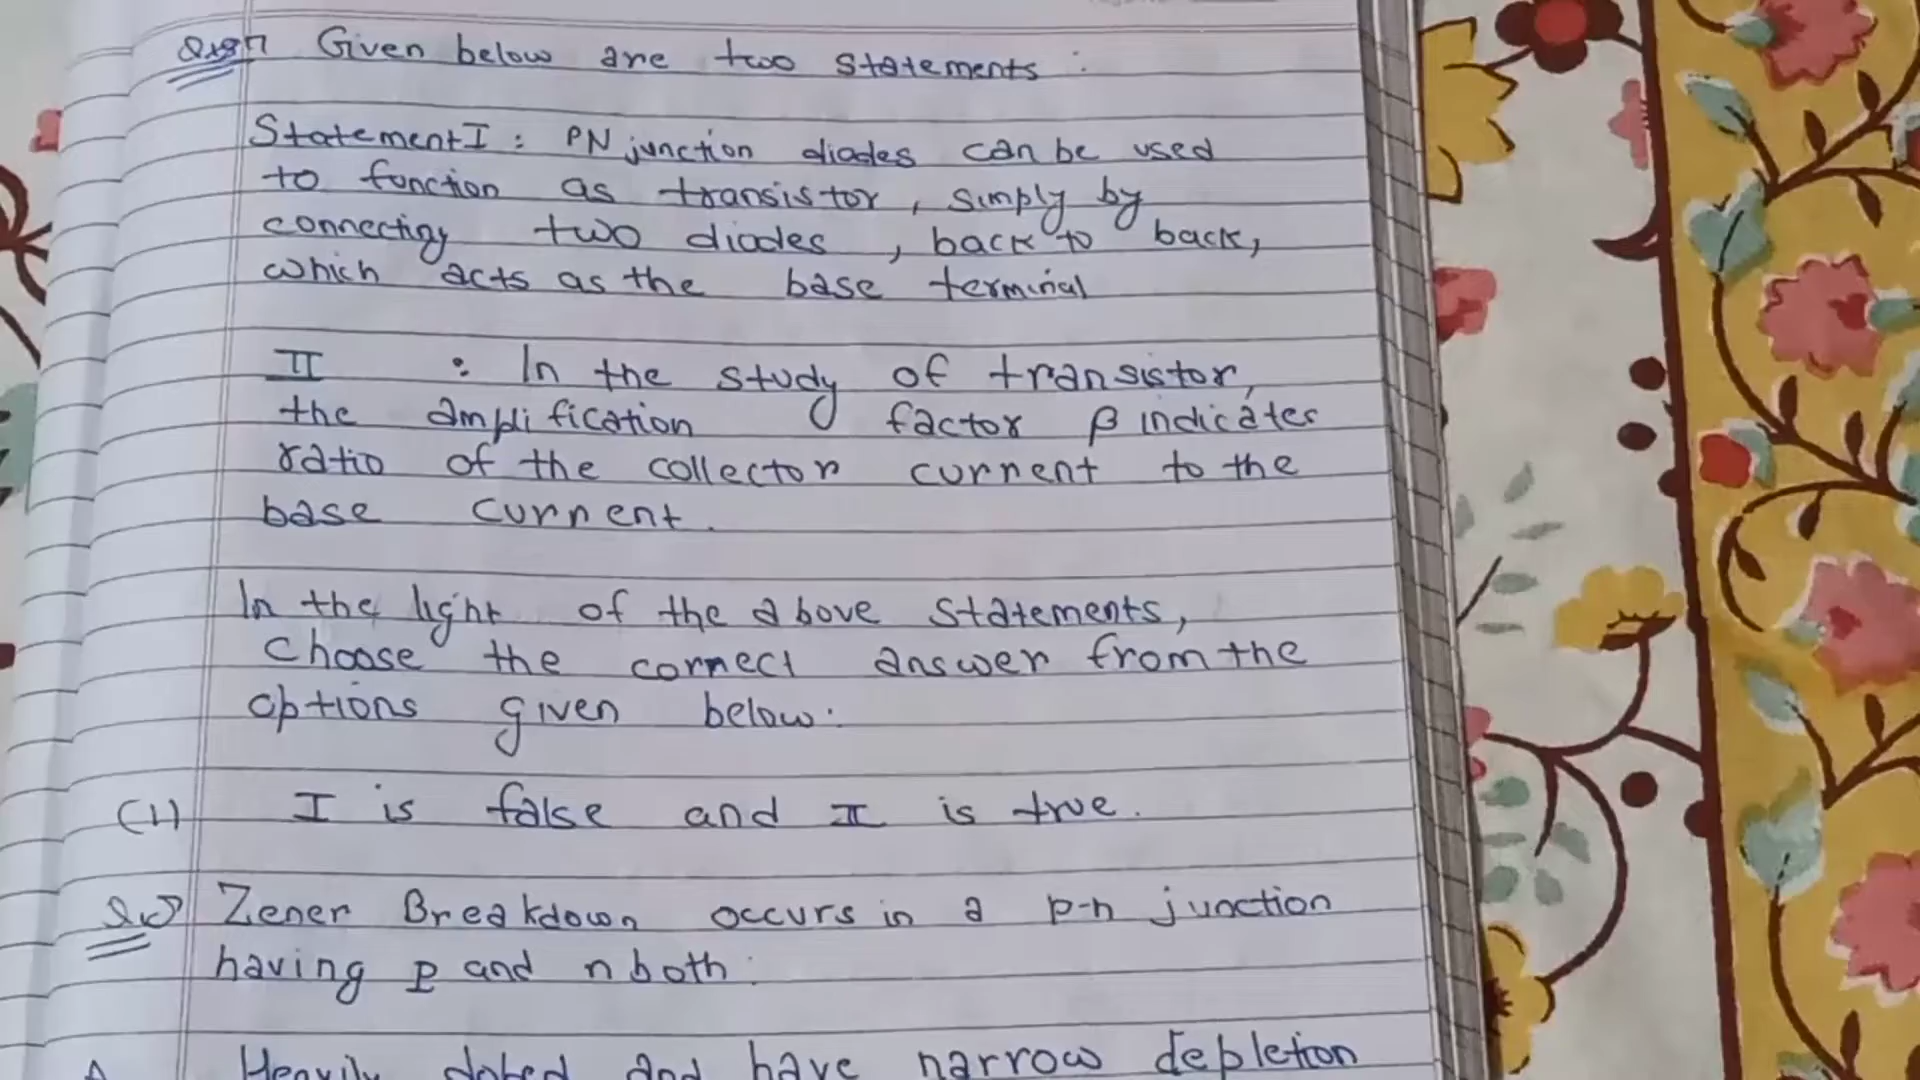 Given below are two statements :
Statement I : PN junction diodes can be used
to function as transistor, simply by
connecting two diodes, back to back,
which acts as the base terminal
II : In the study of transistor,
the amplification factor β indicates
ratio of the collector current to the
base current.
In the light of the above statements,
choose the correct answer from the
options given below:
(1) I is false and II is true.
Zener Breakdown occurs in a p-n junction
having p and n both:
Heavily doped and have narrow depletion